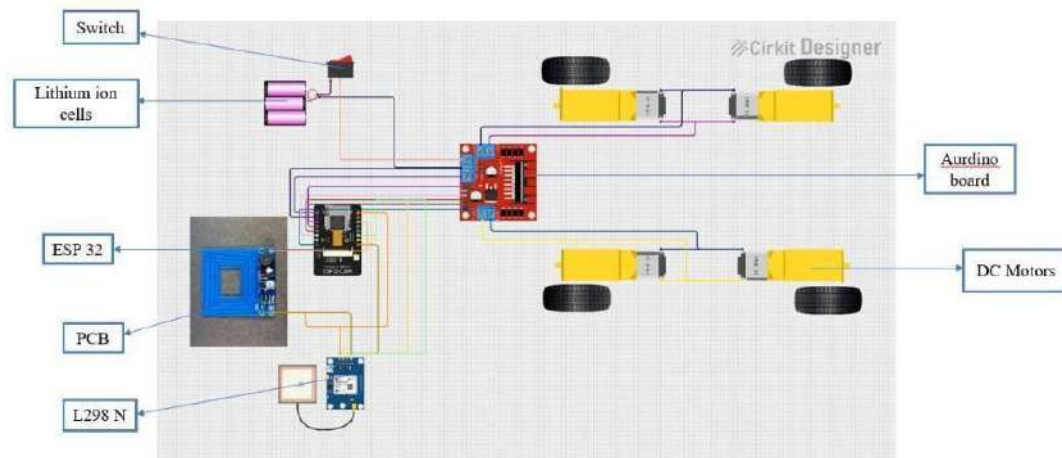 Switch
Cirkit Designer
Lithium ion
cells
Aurdino
board
ESP 32
DC Motors
PCB
L298 N